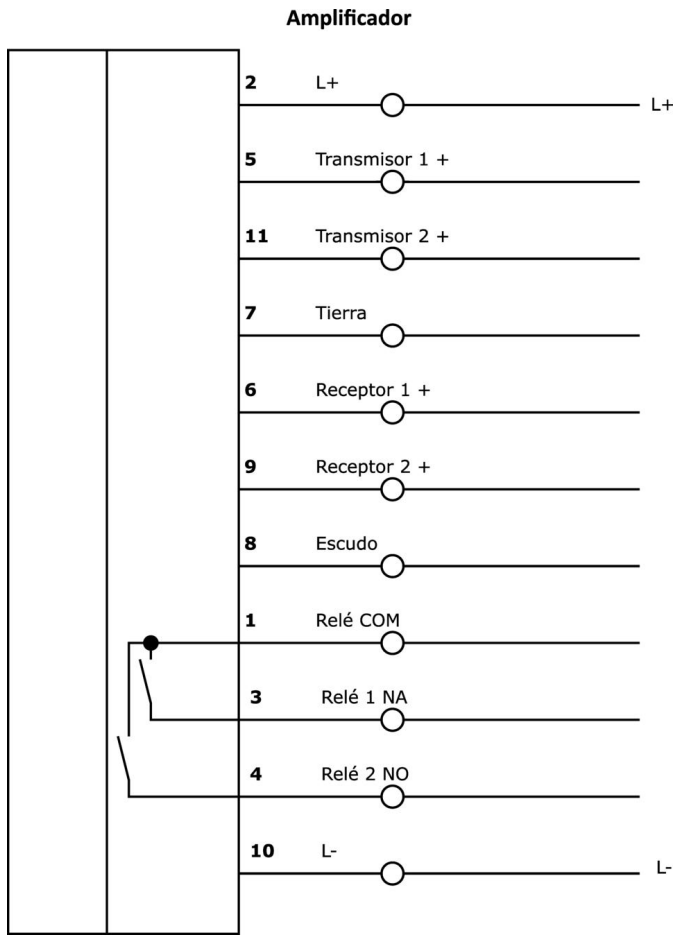 Amplificador
2 L+
L+
5 Transmisor 1 +
11 Transmisor 2 +
7 Tierra
6 Receptor 1 +
9 Receptor 2 +
8 Escudo
1 Relé COM
3 Relé 1 NA
4 Relé 2 NO
10 L-
L-